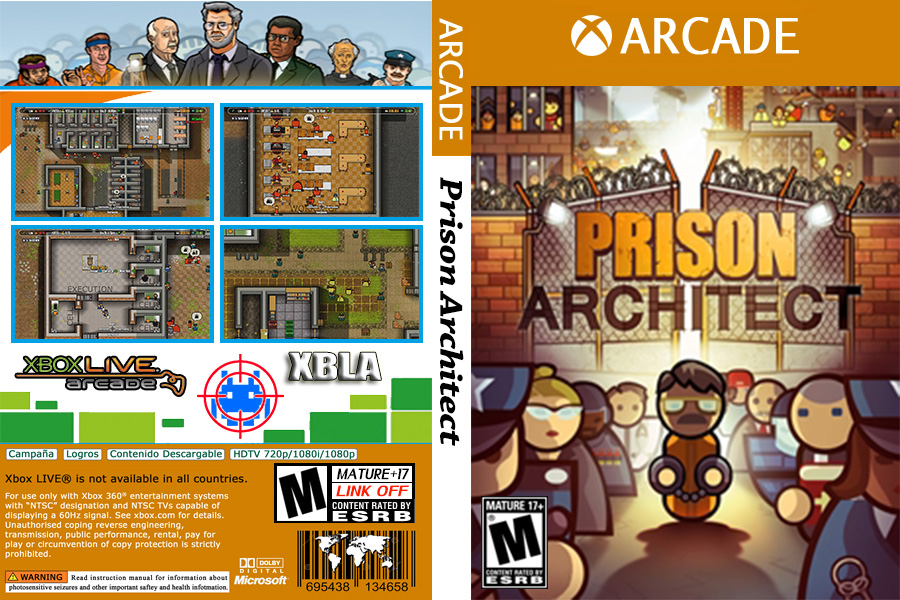 EXECUTION
XBOX LIVE.
arcade
XBLA
Campaña
Logros
Contenido Descargable
HDTV 720p/1080i/1080p
Xbox LIVE® is not available in all countries.
For use only with Xbox 360® entertainment systems
with “NTSC” designation and NTSC TVs capable of
displaying a 60Hz signal. See xbox.com for details.
Unauthorised coping reverse engineering,
transmission, public performance, rental, pay for
play or circumvention of copy protection is strictly
prohibited.
WARNING Read instruction manual for information about
photosensitive seizures and other important saftey and health infotmation.
DOLBY
DIGITAL
Microsoft
M
MATURE+17
LINK OFF
CONTENT RATED BY
ESRB
695438 134658
ARCADE
Prison Architect
ARCADE
PRISON
ARCHITECT
MATURE 17+
M
CONTENT RATED BY
ESRB